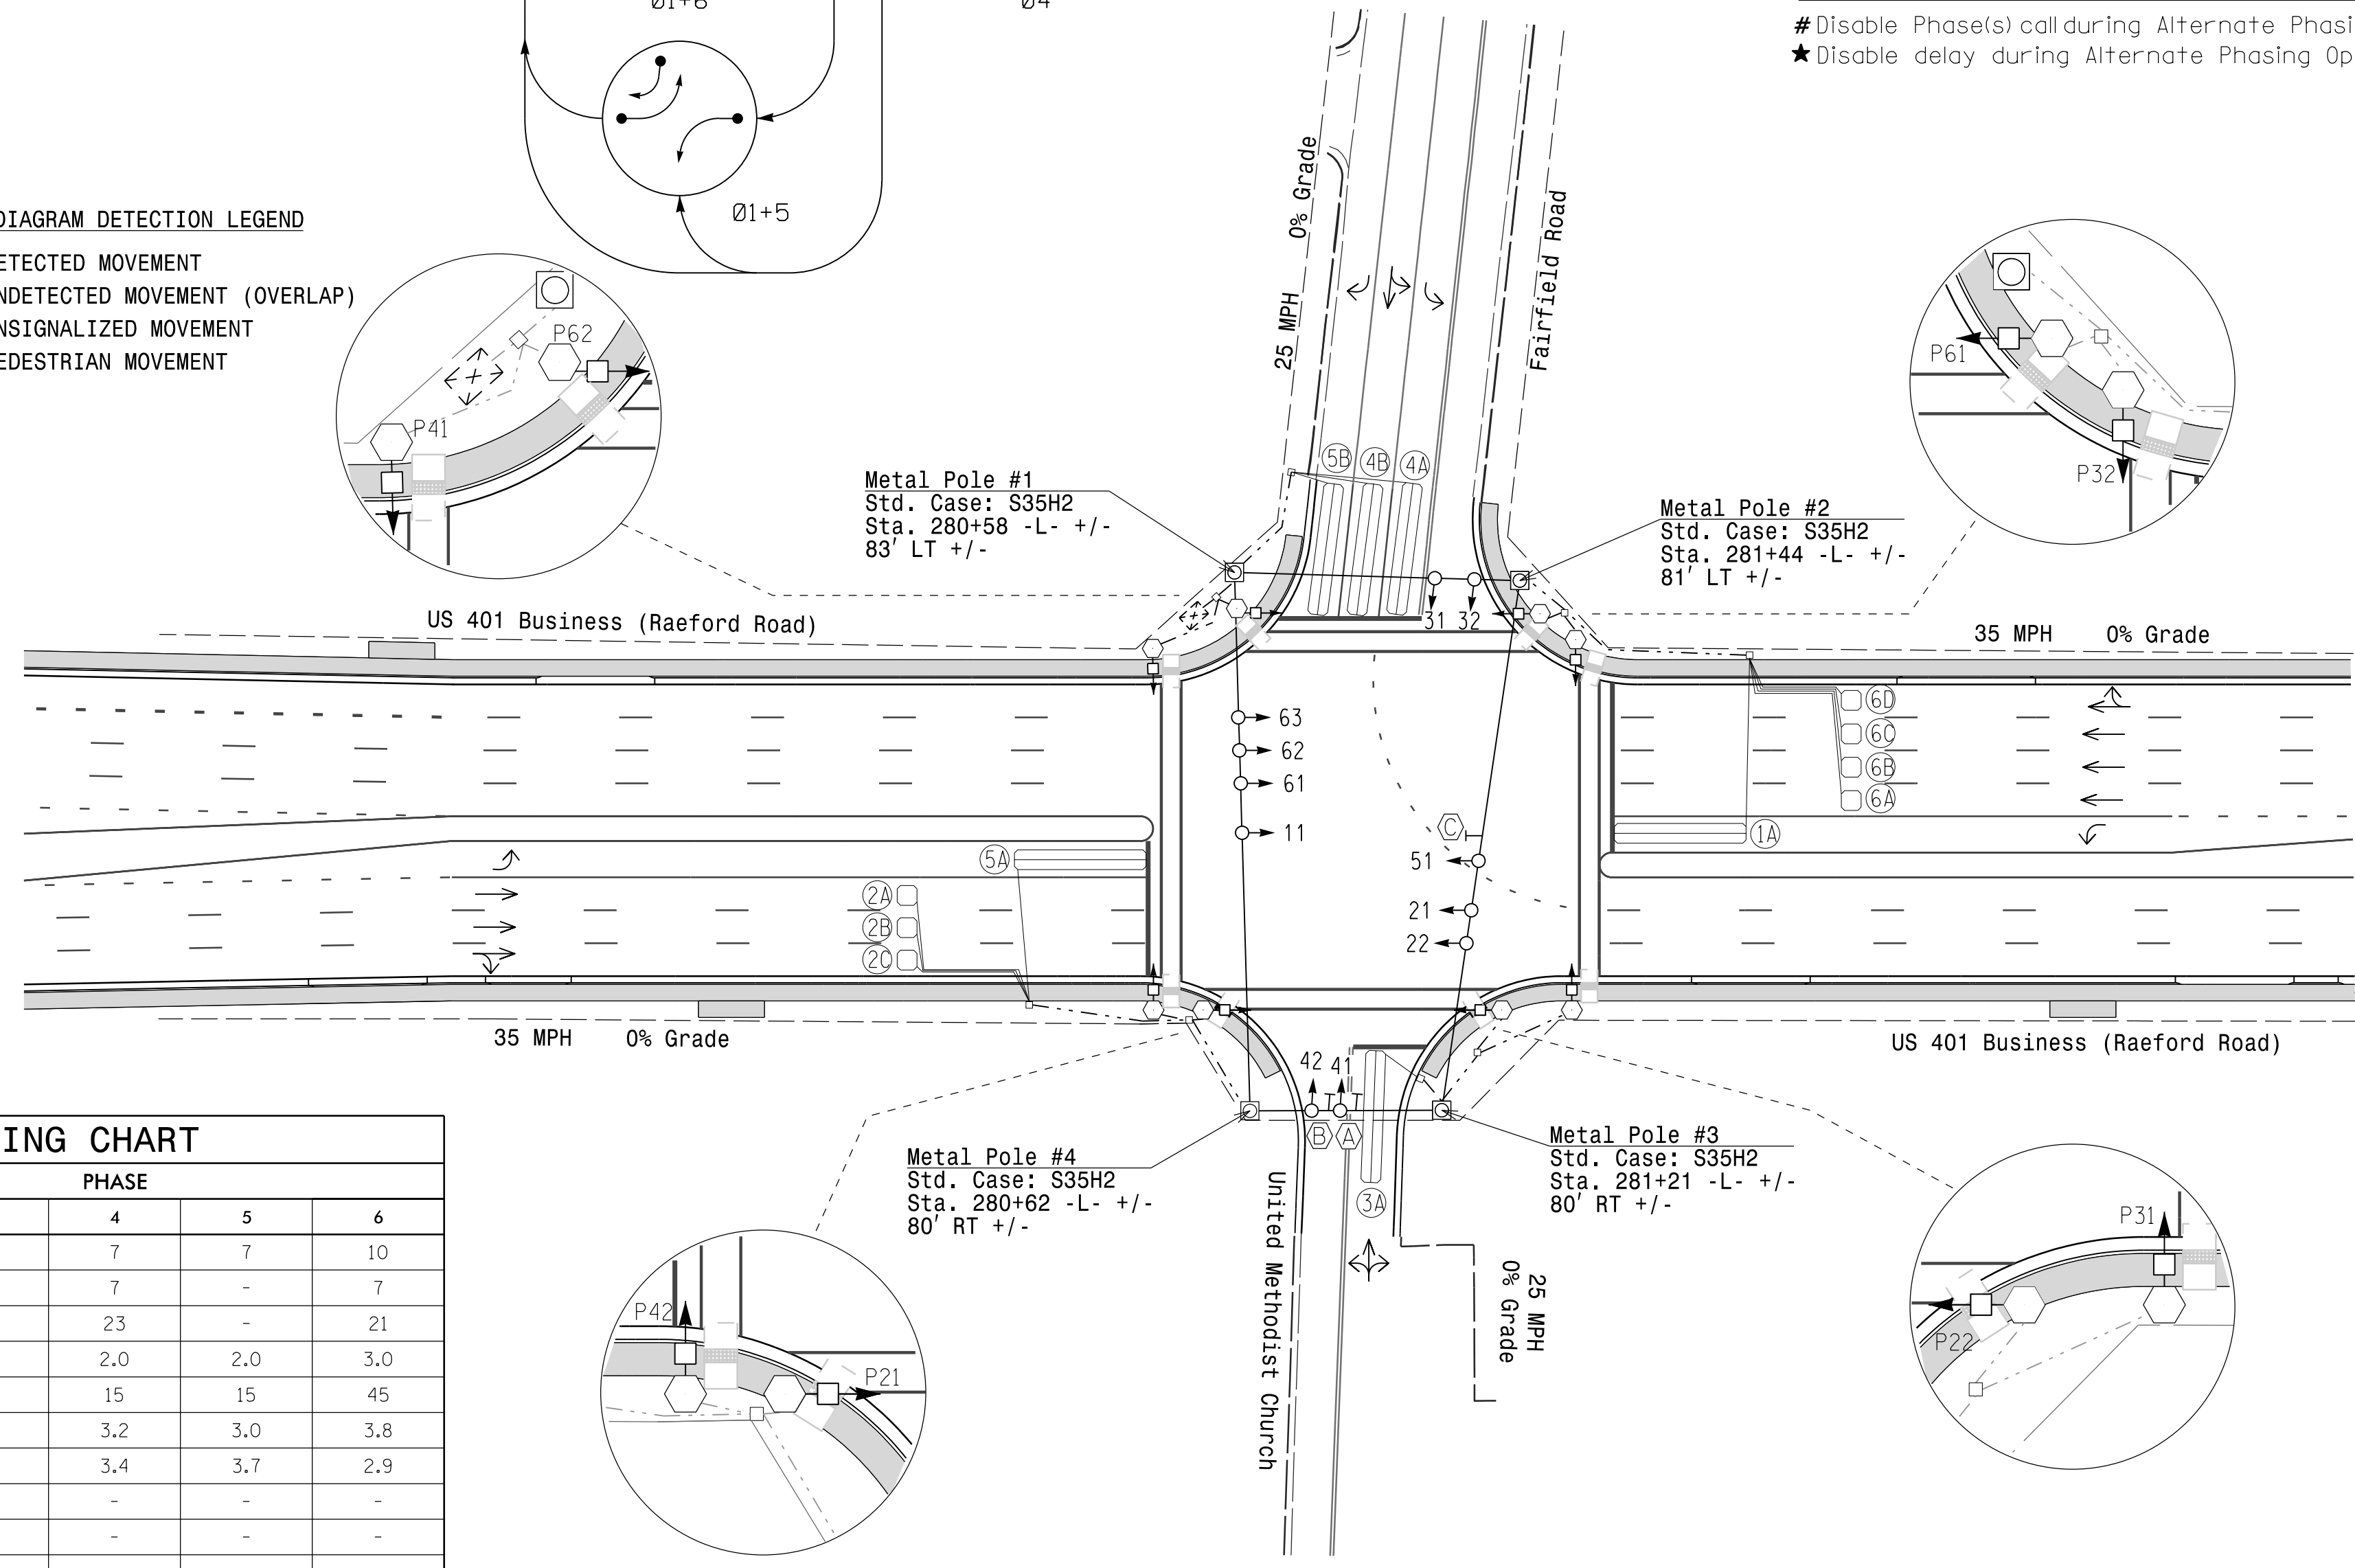 Ø1+6
Ø4
Ø1+5
#Disable Phase(s) call during Alternate Phasi
★Disable delay during Alternate Phasing Op
DIAGRAM DETECTION LEGEND
ETECTED MOVEMENT
NDETECTED MOVEMENT (OVERLAP)
NSIGNALIZED MOVEMENT
EDESTRIAN MOVEMENT
P62
P41
P61
P32
0% Grade
25 MPH
Fairfield Road
5B 4B 4A
Metal Pole #1
Std. Case: S35H2
Sta. 280+58 -L- +/-
83' LT +/-
Metal Pole #2
Std. Case: S35H2
Sta. 281+44 -L- +/-
81' LT +/-
31 32
US 401 Business (Raeford Road)
35 MPH 0% Grade
63
62
61
11
6D
6C
6B
6A
1A
C
51
21
22
5A
2A
2B
2C
35 MPH 0% Grade
US 401 Business (Raeford Road)
42 41
B A
3A
Metal Pole #4
Std. Case: S35H2
Sta. 280+62 -L- +/-
80' RT +/-
Metal Pole #3
Std. Case: S35H2
Sta. 281+21 -L- +/-
80' RT +/-
United Methodist Church
25 MPH
0% Grade
P42
P21
P31
P22
ING CHART
PHASE
4 5 6
7 7 10
7 - 7
23 - 21
2.0 2.0 3.0
15 15 45
3.2 3.0 3.8
3.4 3.7 2.9
- - -
- - -